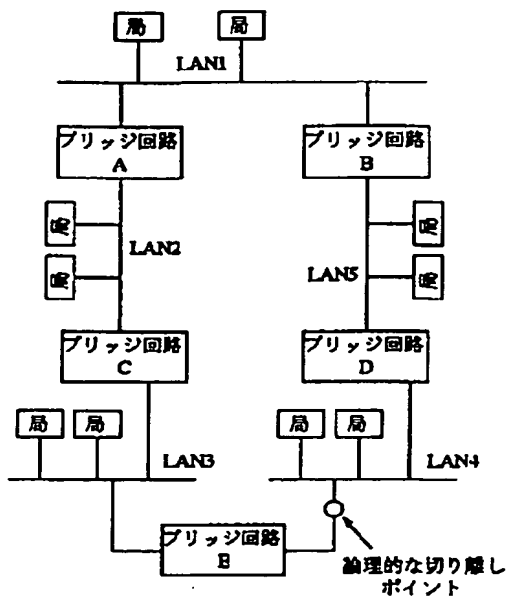 局 局
LAN1
ブリッジ回路
A
ブリッジ回路
B
局
局
LAN2
局
局
LAN5
ブリッジ回路
C
ブリッジ回路
D
局 局
LAN3
局 局
LAN4
ブリッジ回路
E
論理的な切り離し
ポイント